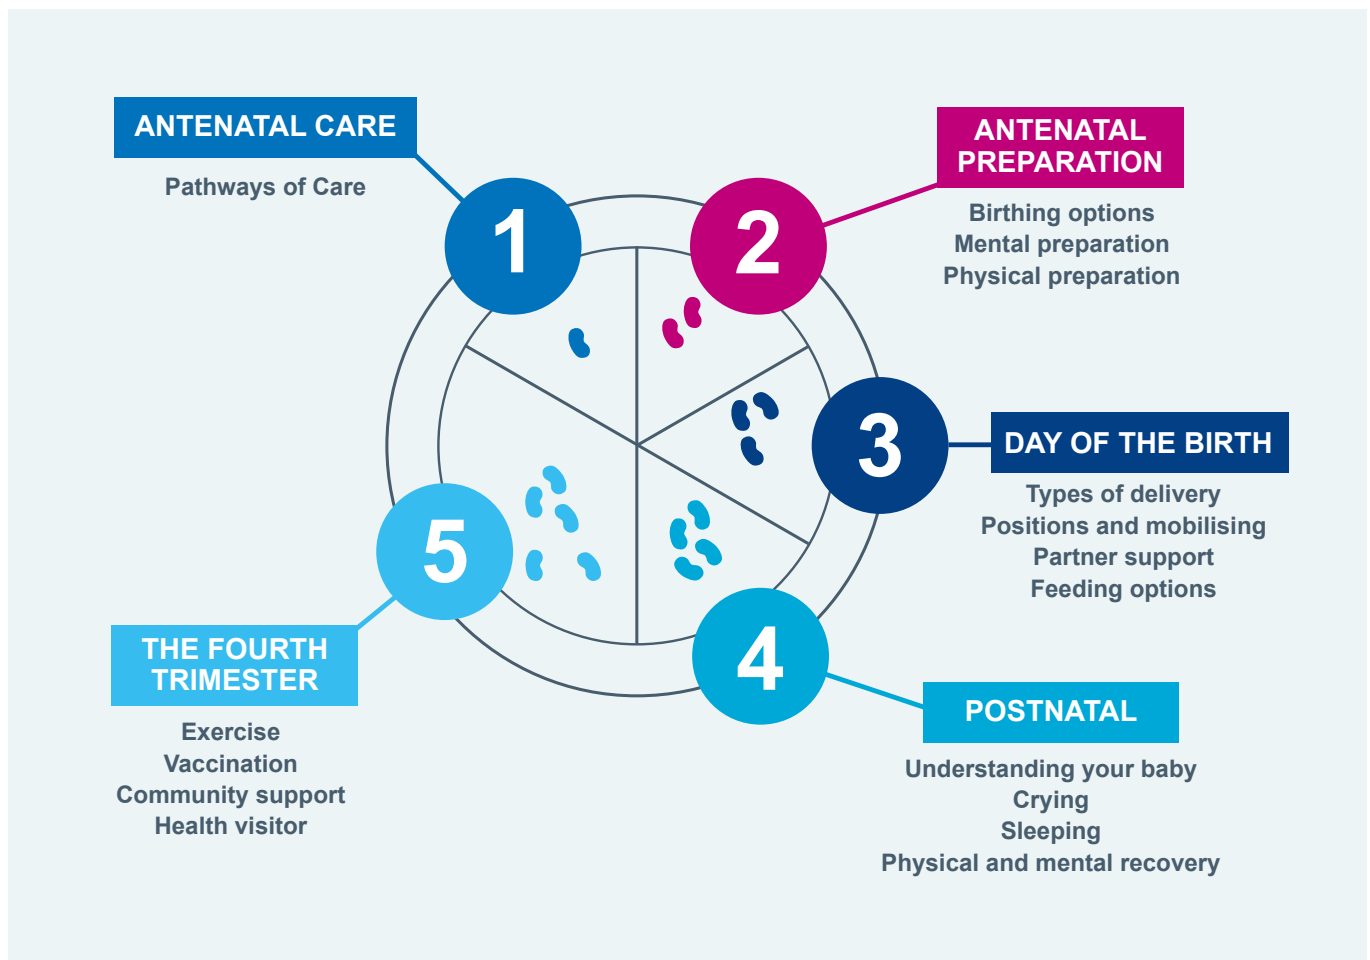 1
ANTENATAL CARE
Pathways of Care
2
ANTENATAL
PREPARATION
Birthing options
Mental preparation
Physical preparation
3
DAY OF THE BIRTH
Types of delivery
Positions and mobilising
Partner support
Feeding options
4
POSTNATAL
Understanding your baby
Crying
Sleeping
Physical and mental recovery
5
THE FOURTH
TRIMESTER
Exercise
Vaccination
Community support
Health visitor